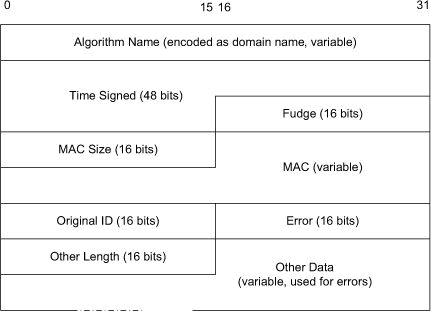 0 15 16 31
Algorithm Name (encoded as domain name, variable)
Time Signed (48 bits)
Fudge (16 bits)
MAC Size (16 bits)
MAC (variable)
Original ID (16 bits) Error (16 bits)
Other Length (16 bits)
Other Data
(variable, used for errors)